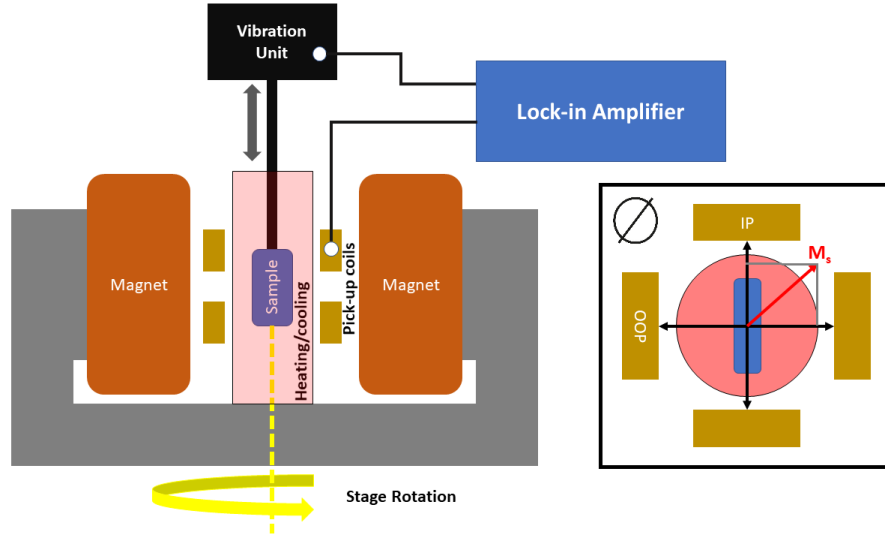 Vibration
Unit
Lock-in Amplifier
Magnet
Sample
Heating/cooling
Pick-up coils
Magnet
IP
Ms
OOP
Stage Rotation